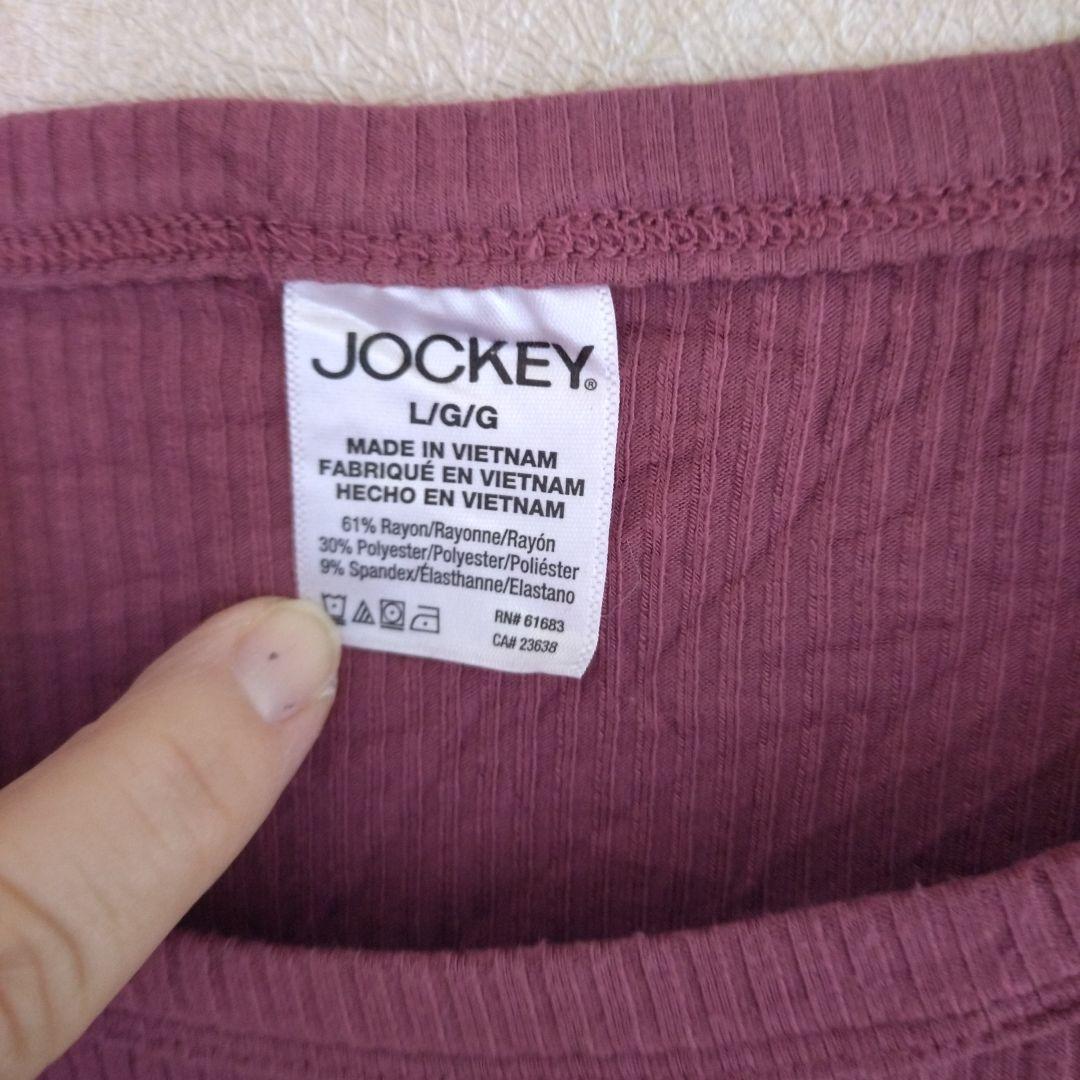 JOCKEY®
L/G/G
MADE IN VIETNAM
FABRIQUÉ EN VIETNAM
HECHO EN VIETNAM
61% Rayon/Rayonne/Rayón
30% Polyester/Polyester/Poliéster
9% Spandex/Élasthanne/Elastano
RN# 61683
CA# 23638